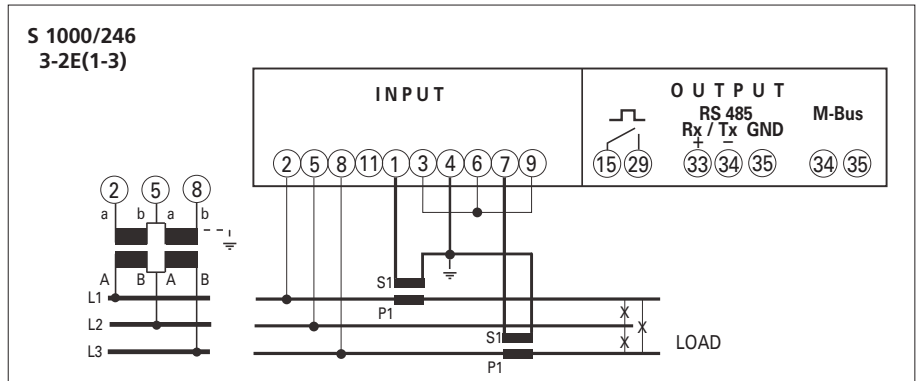 S 1000/246
3-2E(1-3)
INPUT
OUTPUT
RS 485
M-Bus
Rx / Tx GND
+ –
2 5 8 11 1 3 4 6 7 9
15 29 33 34 35 34 35
2 5 8
a b a b
A B A B
S1
L1
P1
L2
S1
X
X
X
LOAD
L3
P1